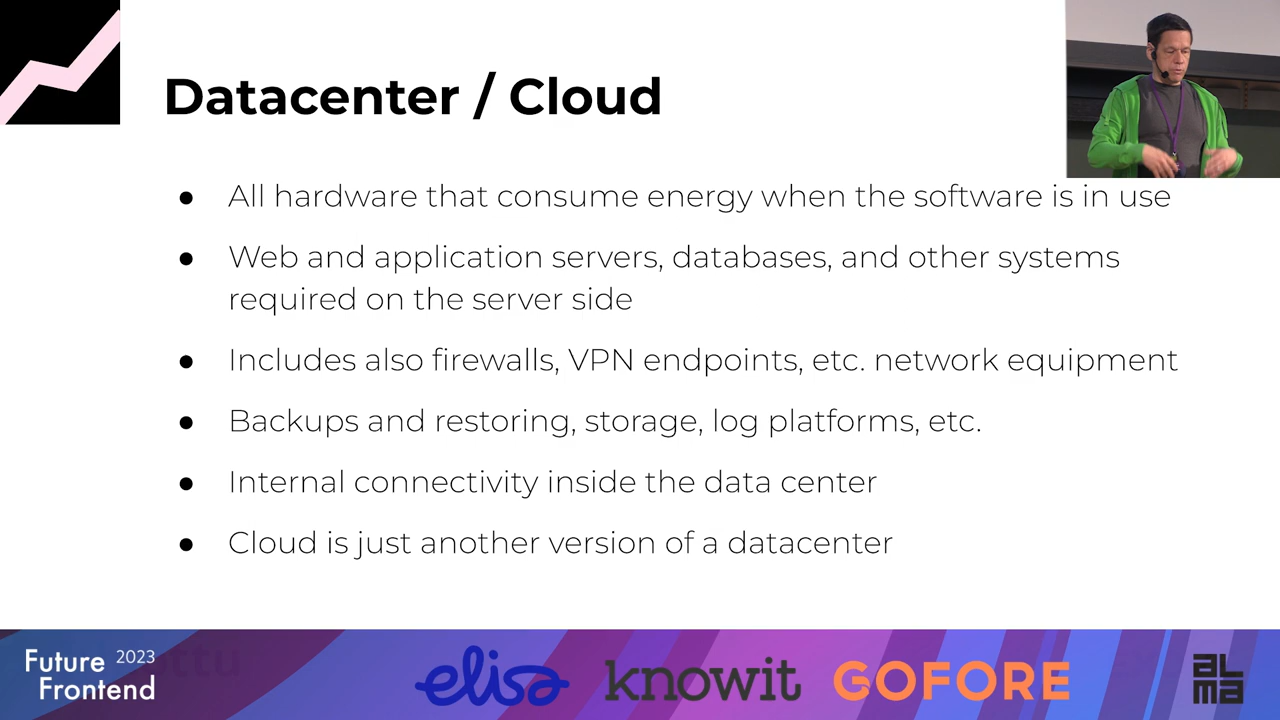 Datacenter / Cloud
● All hardware that consume energy when the software is in use
● Web and application servers, databases, and other systems
required on the server side
● Includes also firewalls, VPN endpoints, etc. network equipment
● Backups and restoring, storage, log platforms, etc.
● Internal connectivity inside the data center
● Cloud is just another version of a datacenter
Future 2023
Frontend
elisa
knowit
GOFORE
aLma